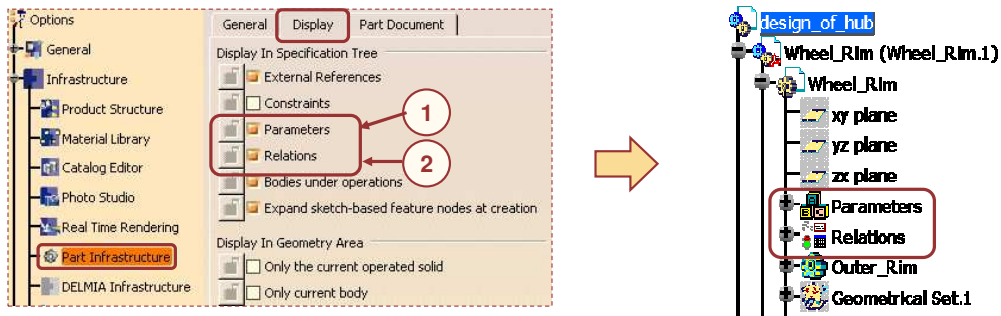 Options
General
Infrastructure
Product Structure
Material Library
Catalog Editor
Photo Studio
Real Time Rendering
Part Infrastructure
DELMIA Infrastructure
General Display Part Document
Display In Specification Tree
External References
Constraints
Parameters
Relations
Bodies under operations
Expand sketch-based feature nodes at creation
Display In Geometry Area
Only the current operated solid
Only current body
1
2
design_of_hub
Wheel_Rim (Wheel_Rim.1)
Wheel_Rim
xy plane
yz plane
zx plane
Parameters
Relations
Outer_Rim
Geometrical Set.1